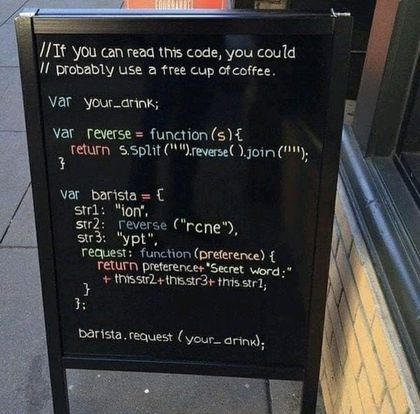 //If you can read this code, you could
// probably use a free cup of coffee.
var your_drink;
var reverse = function (s) {
return s.split ("").reverse( ).join ("");
}
var barista = {
str1: "ion",
str2: reverse ("rcne"),
str3: "ypt",
request: function (preference) {
return preference+ "Secret word:"
+ this.str2+this.str3+ this.str1;
}
};
barista.request (your_drink);